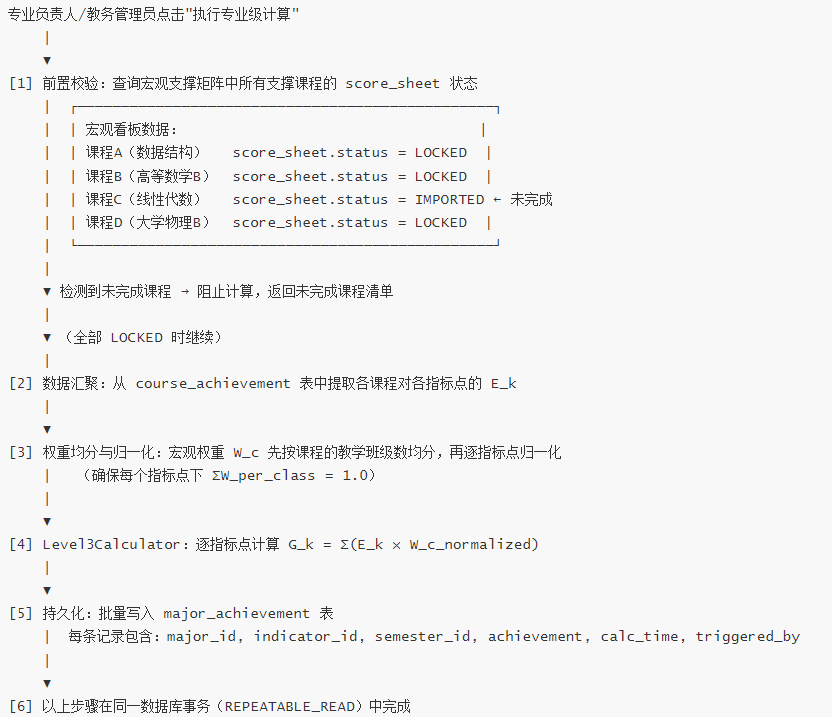 专业负责人/教务管理员点击"执行专业级计算"
│
▼
[1] 前置校验：查询宏观支撑矩阵中所有支撑课程的 score_sheet 状态
│  ┌──────────────────────────────────────────────┐
│  │ 宏观看板数据：                                 │
│  │ 课程A（数据结构）   score_sheet.status = LOCKED  │
│  │ 课程B（高等数学B）  score_sheet.status = LOCKED  │
│  │ 课程C（线性代数）   score_sheet.status = IMPORTED ← 未完成
│  │ 课程D（大学物理B）  score_sheet.status = LOCKED  │
│  └──────────────────────────────────────────────┘
│
▼ 检测到未完成课程 → 阻止计算，返回未完成课程清单
│
▼ （全部 LOCKED 时继续）
│
[2] 数据汇聚：从 course_achievement 表中提取各课程对各指标点的 E_k
│
▼
[3] 权重均分与归一化：宏观权重 W_c 先按课程的教学班级数均分，再逐指标点归一化
│   （确保每个指标点下 ΣW_per_class = 1.0）
│
▼
[4] Level3Calculator：逐指标点计算 G_k = Σ(E_k × W_c_normalized)
│
▼
[5] 持久化：批量写入 major_achievement 表
│  每条记录包含：major_id, indicator_id, semester_id, achievement, calc_time, triggered_by
│
▼
[6] 以上步骤在同一数据库事务（REPEATABLE_READ）中完成